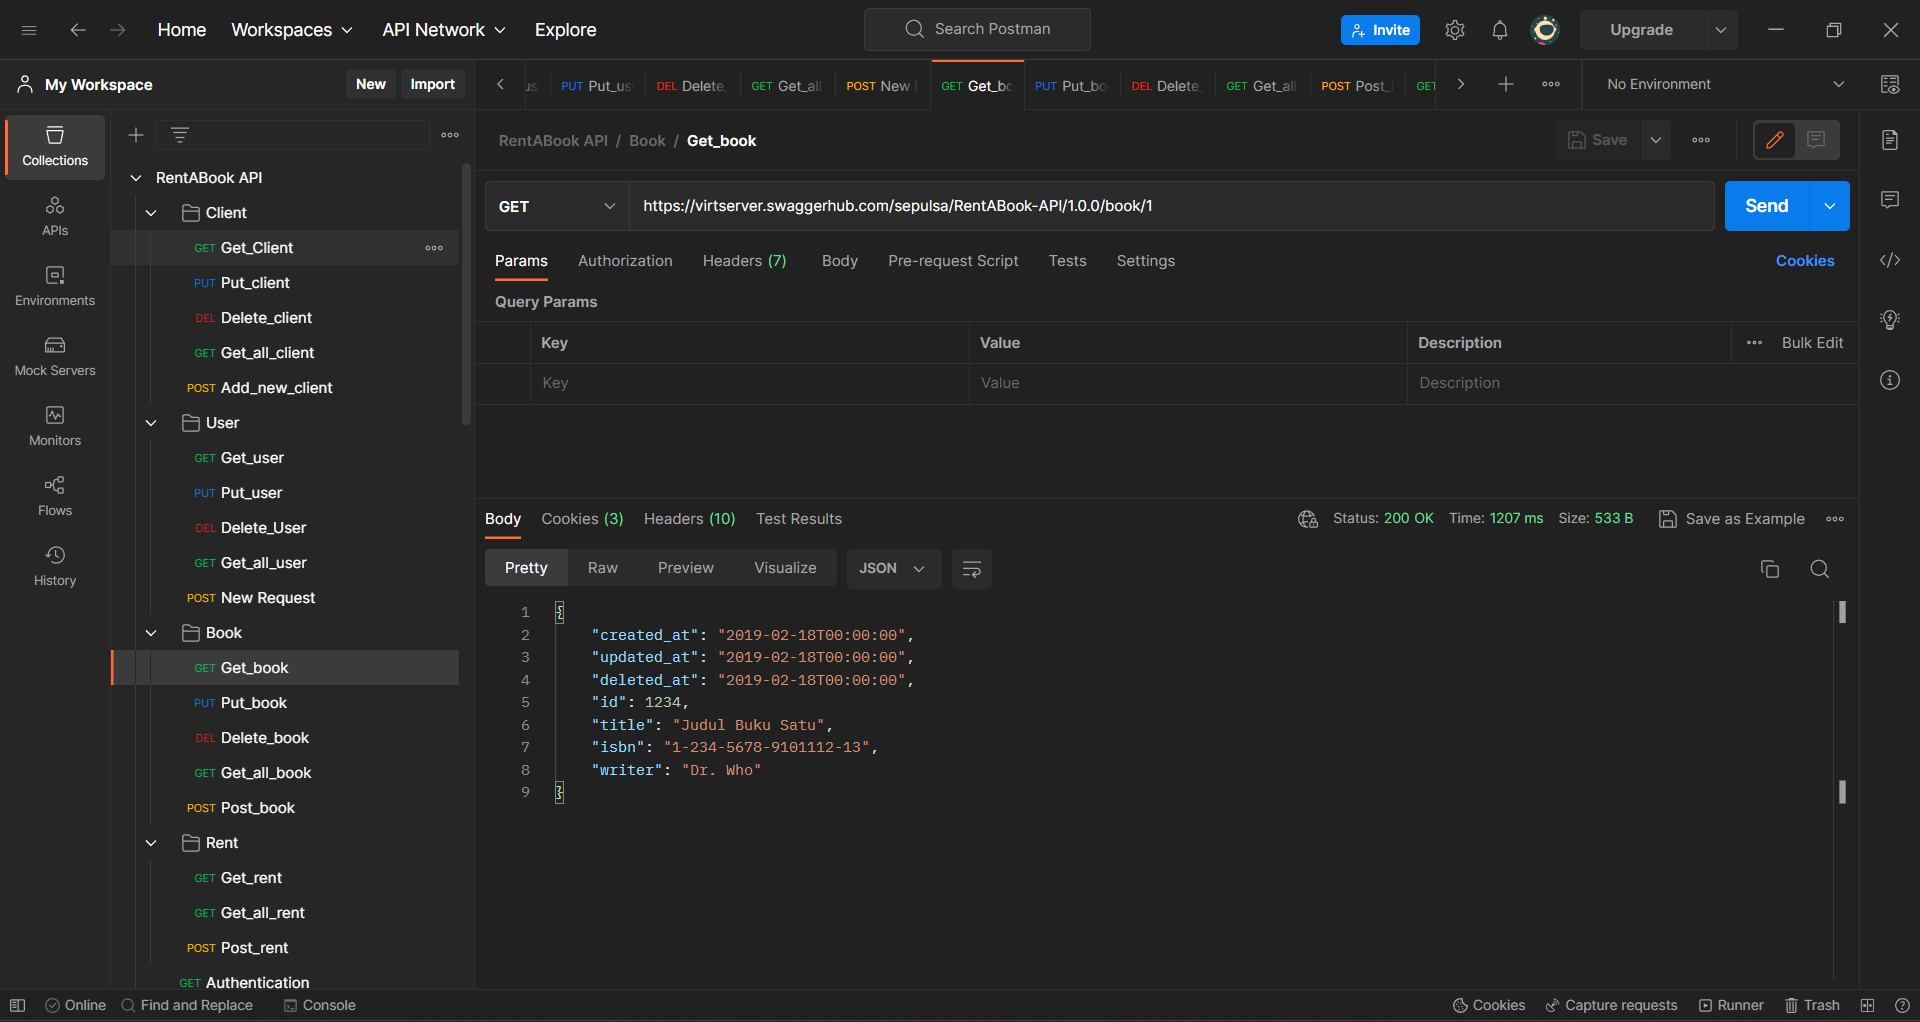 Home Workspaces API Network Explore Search Postman Invite Upgrade
My Workspace New Import
PUT Put_us DEL Delete_ GET Get_all POST New GET Get_bo PUT Put_bo DEL Delete_ GET Get_all POST Post_ GET No Environment
Collections
APIs
Environments
Mock Servers
Monitors
Flows
History
RentABook API
Client
GET Get_Client
PUT Put_client
DEL Delete_client
GET Get_all_client
POST Add_new_client
User
GET Get_user
PUT Put_user
DEL Delete_User
GET Get_all_user
POST New Request
Book
GET Get_book
PUT Put_book
DEL Delete_book
GET Get_all_book
POST Post_book
Rent
GET Get_rent
GET Get_all_rent
POST Post_rent
GET Authentication
RentABook API / Book / Get_book Save
GET https://virtserver.swaggerhub.com/sepulsa/RentABook-API/1.0.0/book/1 Send
Params Authorization Headers (7) Body Pre-request Script Tests Settings Cookies
Query Params
Key Value Description Bulk Edit
Key Value Description
Body Cookies (3) Headers (10) Test Results Status: 200 OK Time: 1207 ms Size: 533 B Save as Example
Pretty Raw Preview Visualize JSON
1 {
2 "created_at": "2019-02-18T00:00:00",
3 "updated_at": "2019-02-18T00:00:00",
4 "deleted_at": "2019-02-18T00:00:00",
5 "id": 1234,
6 "title": "Judul Buku Satu",
7 "isbn": "1-234-5678-9101112-13",
8 "writer": "Dr. Who"
9 }
Online Find and Replace Console Cookies Capture requests Runner Trash